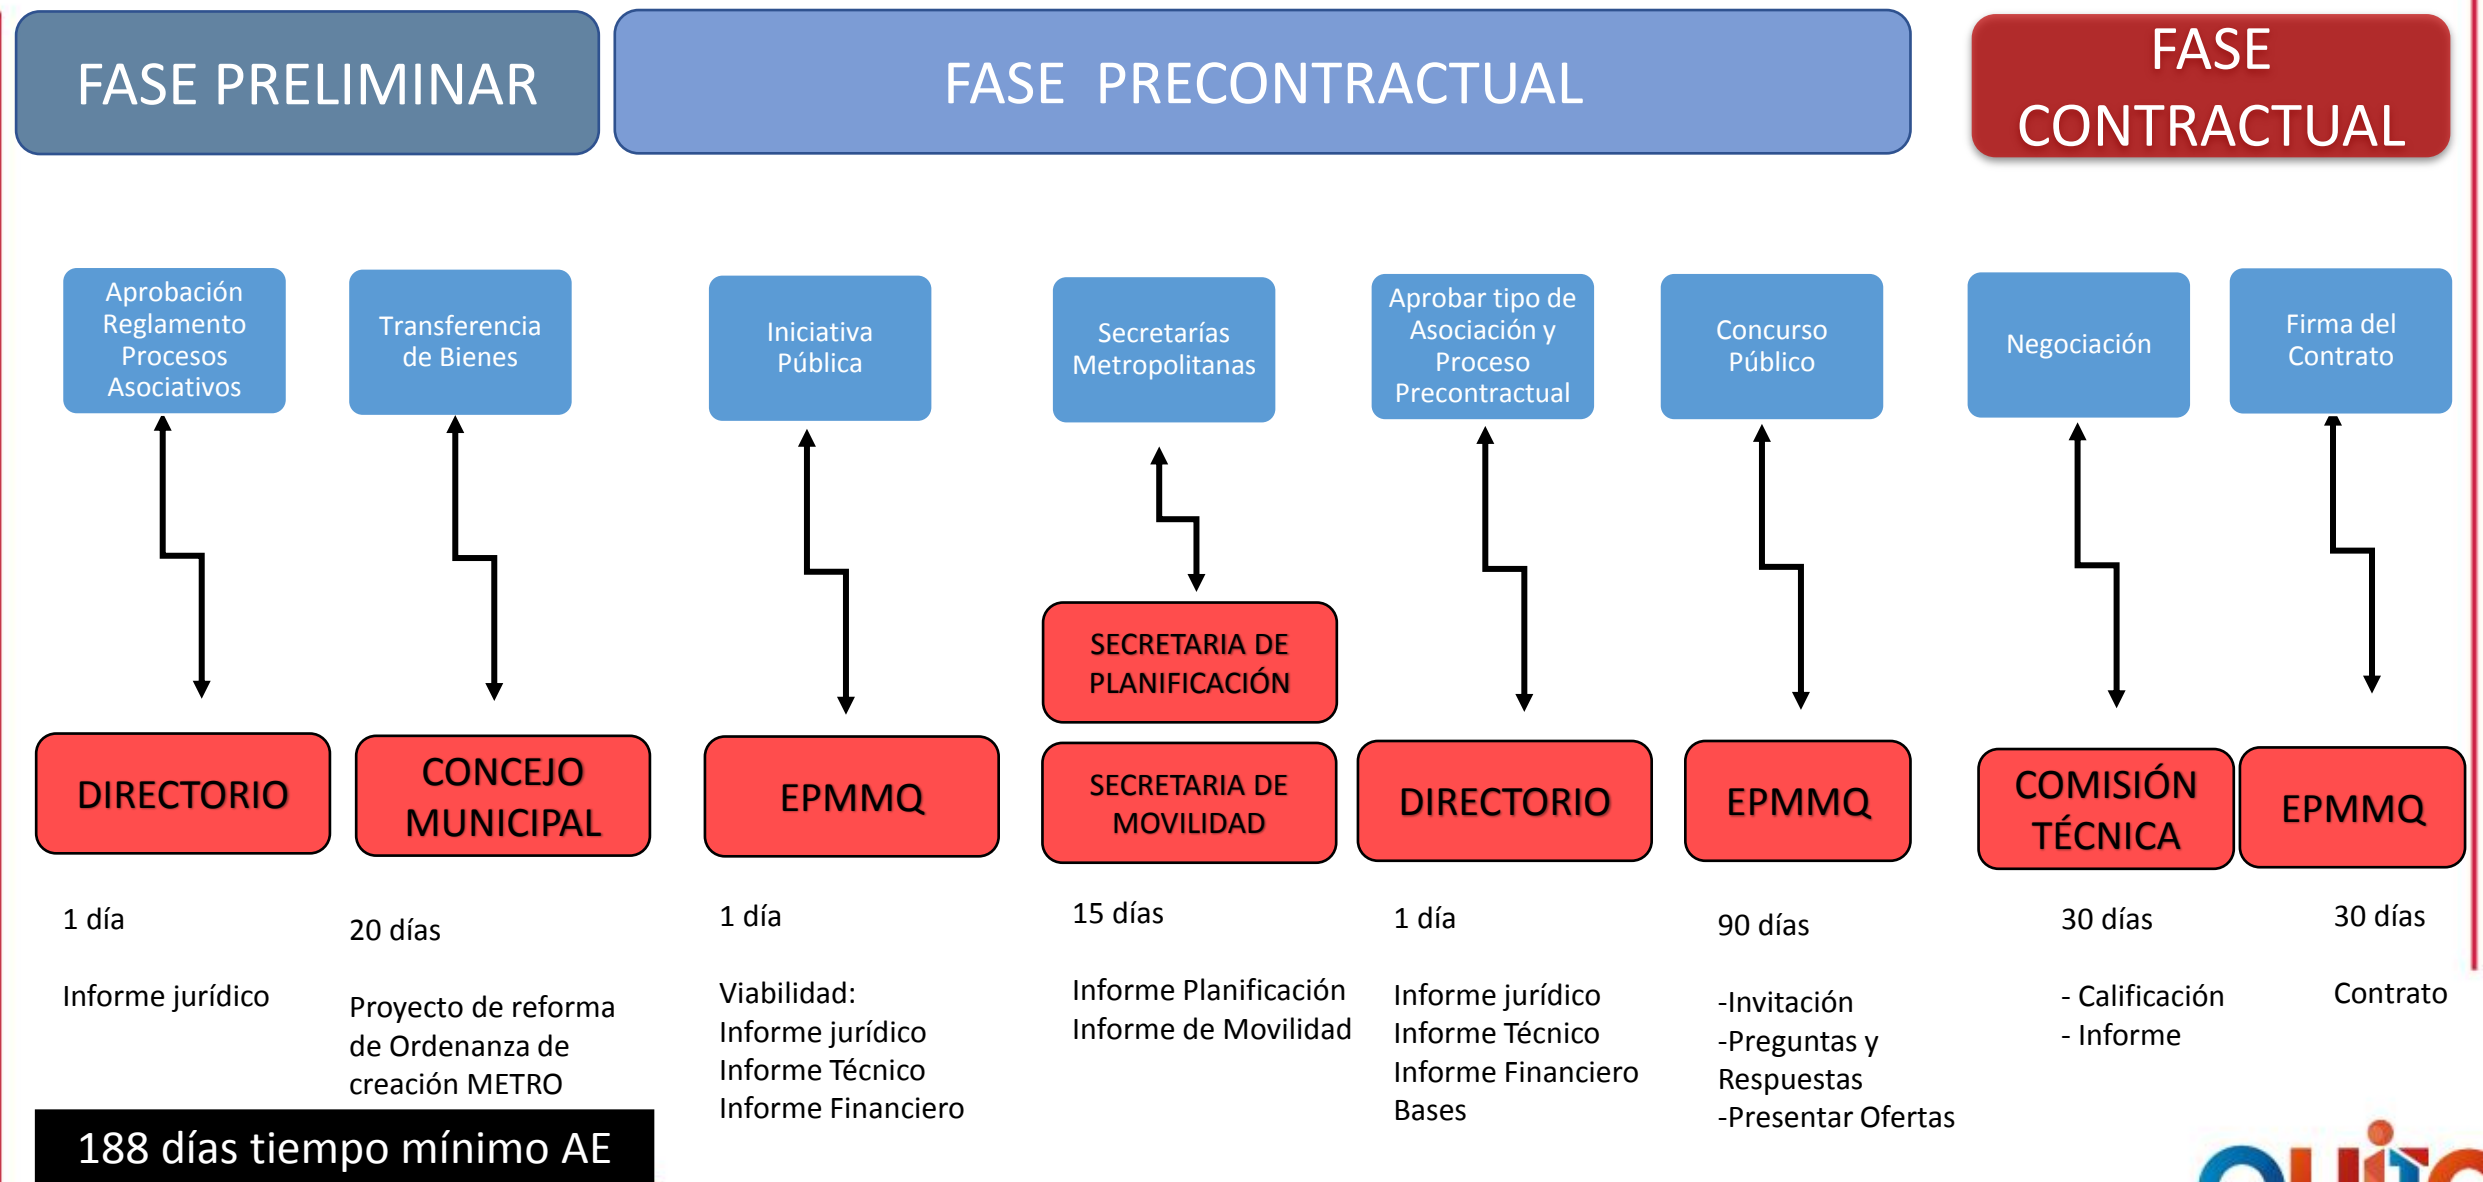 FASE PRELIMINAR
FASE PRECONTRACTUAL
FASE
CONTRACTUAL
Aprobación
Reglamento
Procesos
Asociativos
Transferencia
de Bienes
Iniciativa
Pública
Secretarías
Metropolitanas
Aprobar tipo de
Asociación y
Proceso
Precontractual
Concurso
Público
Negociación
Firma del
Contrato
DIRECTORIO
CONCEJO
MUNICIPAL
EPMMQ
SECRETARIA DE
PLANIFICACIÓN
SECRETARIA DE
MOVILIDAD
DIRECTORIO
EPMMQ
COMISIÓN
TÉCNICA
EPMMQ
1 día
Informe jurídico
20 días
Proyecto de reforma
de Ordenanza de
creación METRO
1 día
Viabilidad:
Informe jurídico
Informe Técnico
Informe Financiero
15 días
Informe Planificación
Informe de Movilidad
1 día
Informe jurídico
Informe Técnico
Informe Financiero
Bases
90 días
-Invitación
-Preguntas y
Respuestas
-Presentar Ofertas
30 días
- Calificación
- Informe
30 días
Contrato
188 días tiempo mínimo AE
QUITO